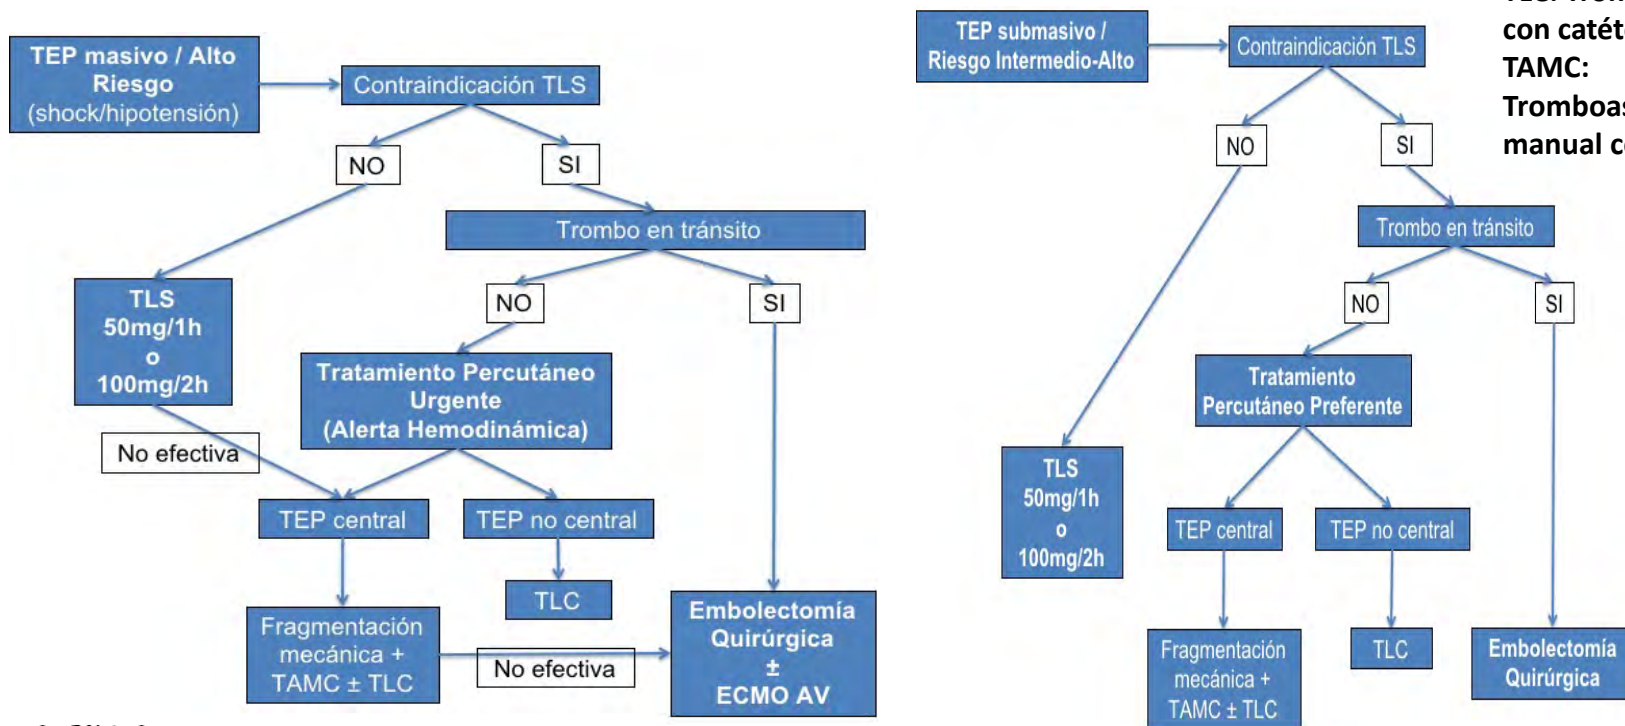 TEP masivo / Alto
Riesgo
(shock/hipotensión)
Contraindicación TLS
NO
SI
Trombo en tránsito
TLS
50mg/1h
o
100mg/2h
NO
SI
Tratamiento Percutáneo
Urgente
(Alerta Hemodinámica)
No efectiva
TEP central
TEP no central
TLC
Fragmentación
mecánica +
TAMC ± TLC
No efectiva
Embolectomía
Quirúrgica
±
ECMO AV
TEP submasivo /
Riesgo Intermedio-Alto
Contraindicación TLS
NO
SI
Trombo en tránsito
NO
SI
Tratamiento
Percutáneo Preferente
TLS
50mg/1h
o
100mg/2h
TEP central
TEP no central
Fragmentación
mecánica +
TAMC ± TLC
TLC
Embolectomía
Quirúrgica
con
TAMC:
manual